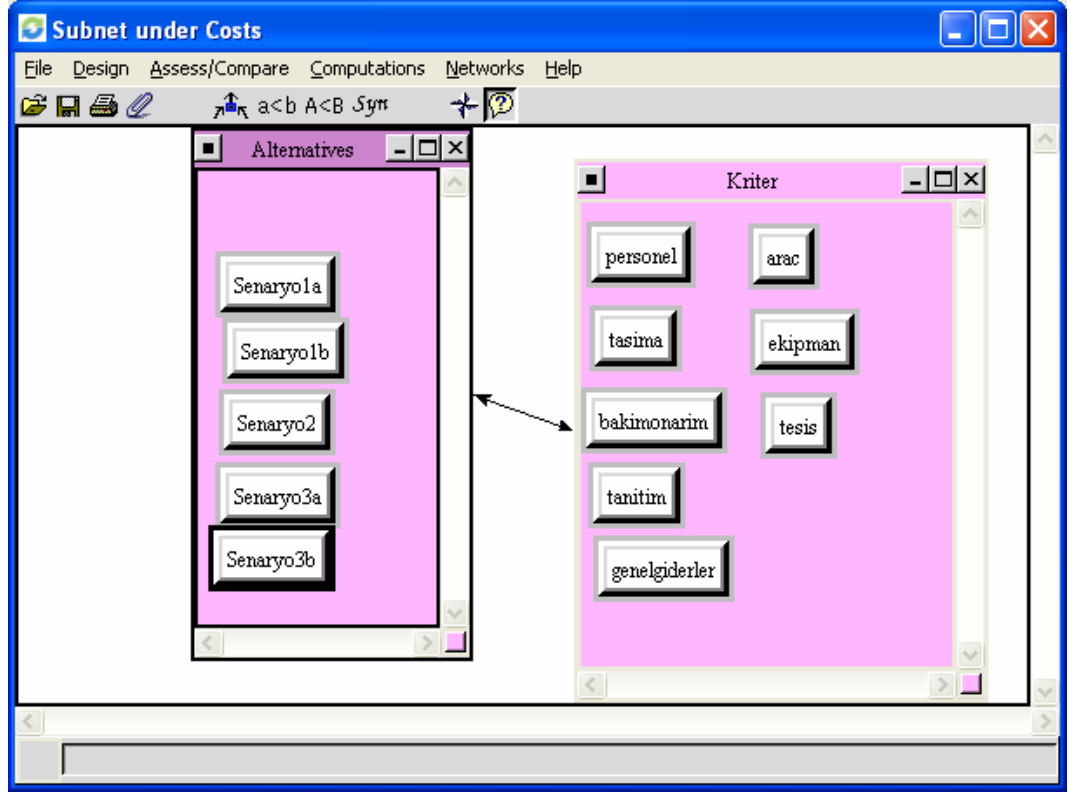 Subnet under Costs
File Design Assess/Compare Computations Networks Help
a<b A<B Syn
Alternatives
Senaryo1a
Senaryo1b
Senaryo2
Senaryo3a
Senaryo3b
Kriter
personel arac
tasima ekipman
bakimonarim tesis
tanitim
genelgiderler